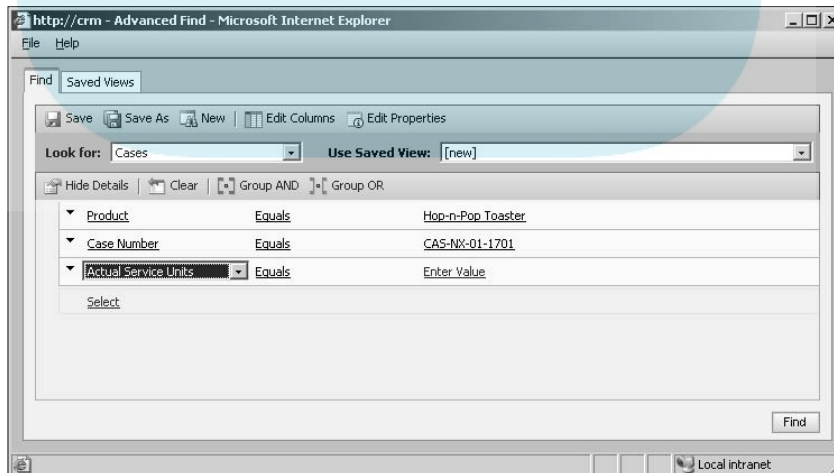 http://crm - Advanced Find - Microsoft Internet Explorer
File Help
Find Saved Views
Save Save As New Edit Columns Edit Properties
Look for: Cases Use Saved View: [new]
Hide Details Clear Group AND Group OR
Product Equals Hop-n-Pop Toaster
Case Number Equals CAS-NX-01-1701
Actual Service Units Equals Enter Value
Select
Find
Local intranet